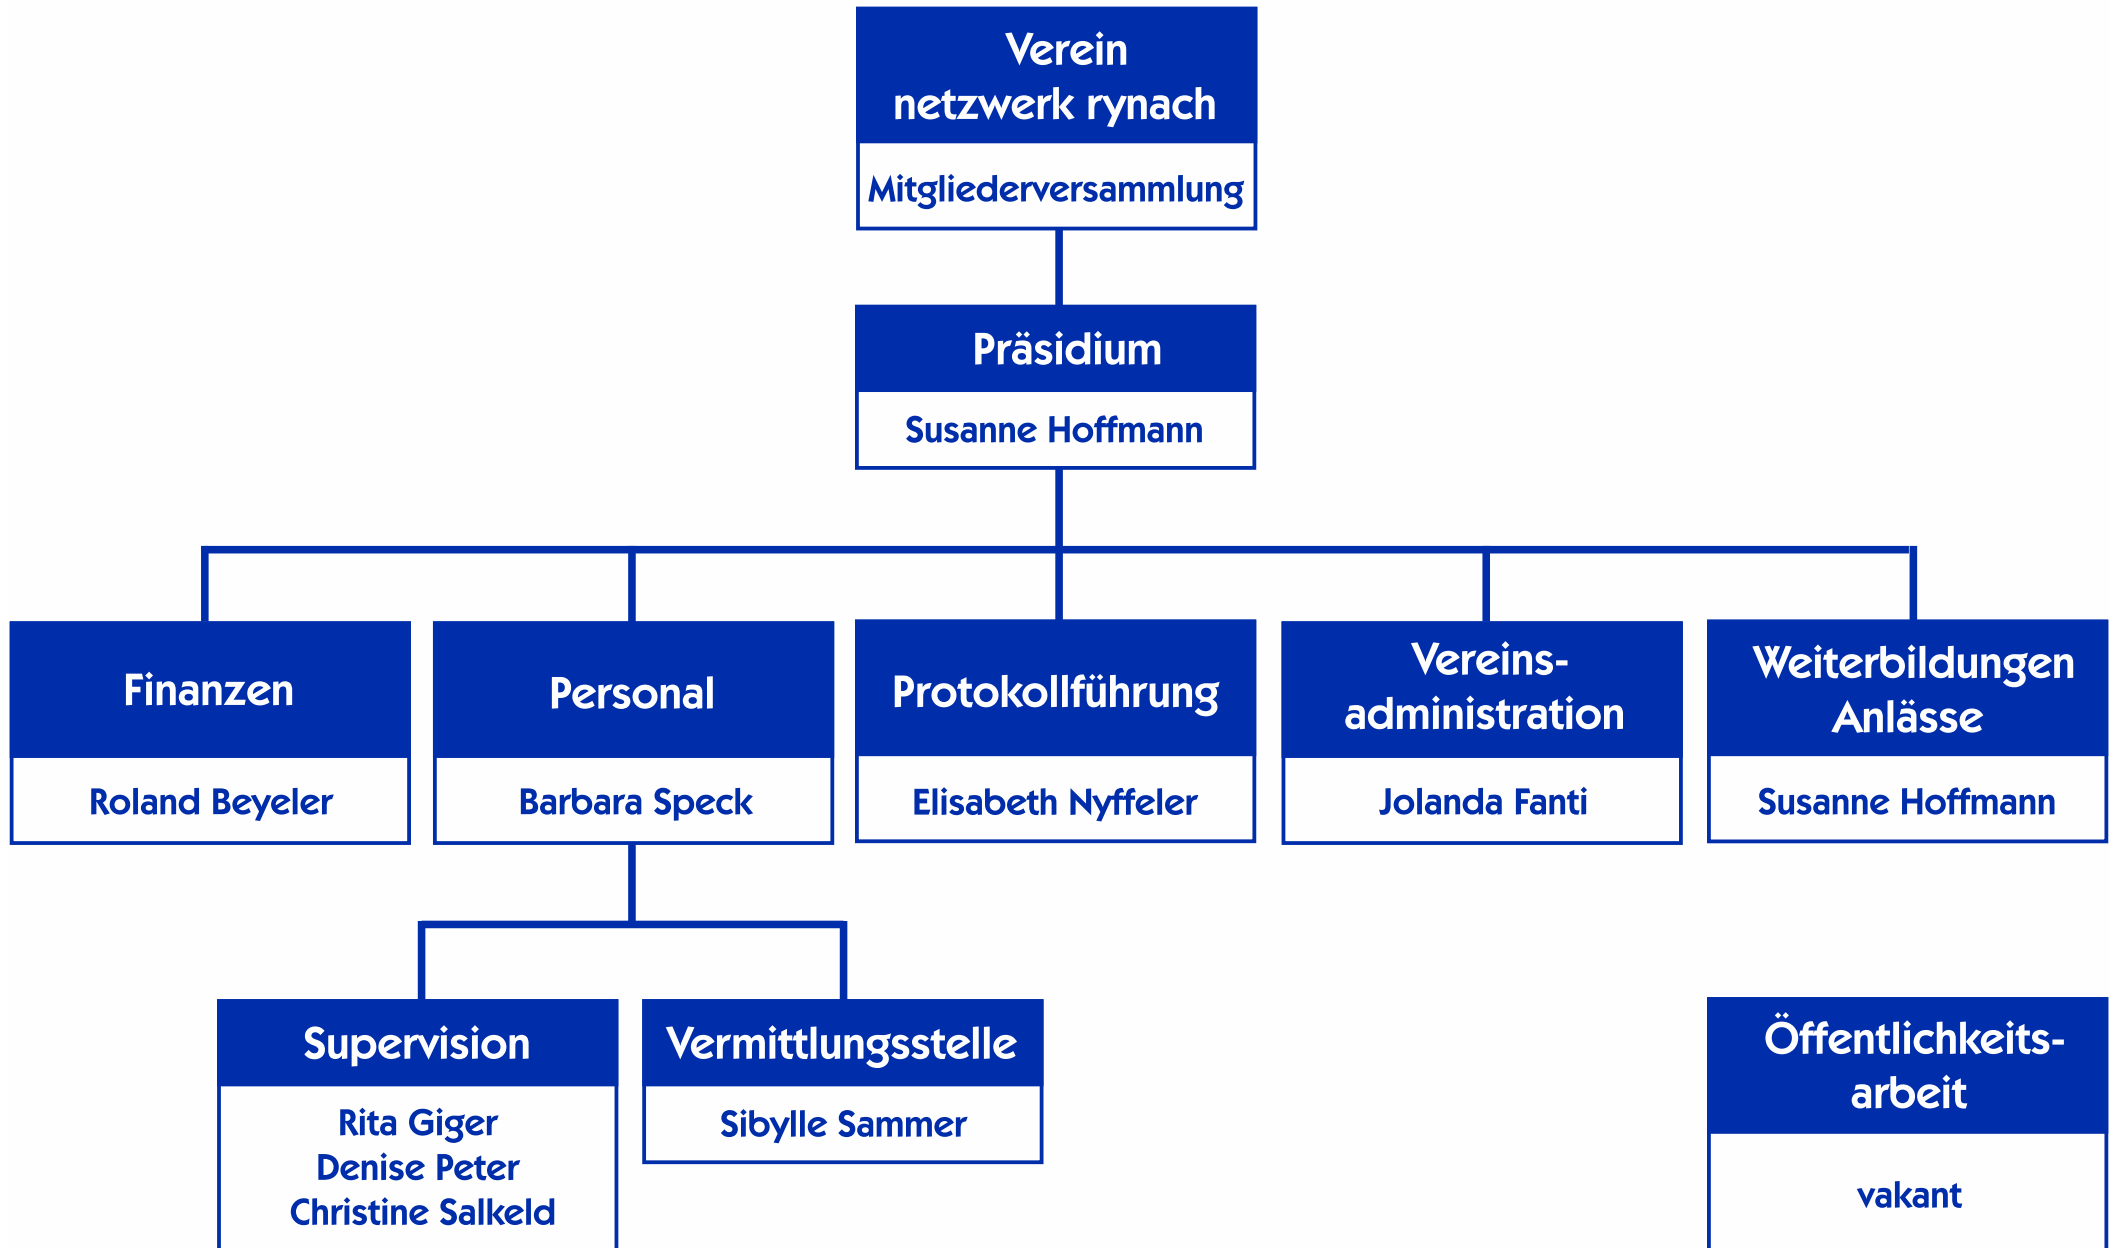 Verein
netzwerk rynach
Mitgliederversammlung
Präsidium
Susanne Hoffmann
Finanzen
Roland Beyeler
Personal
Barbara Speck
Protokollführung
Elisabeth Nyffeler
Vereins-
administration
Jolanda Fanti
Weiterbildungen
Anlässe
Susanne Hoffmann
Supervision
Rita Giger
Denise Peter
Christine Salkeld
Vermittlungsstelle
Sibylle Sammer
Öffentlichkeits-
arbeit
vakant